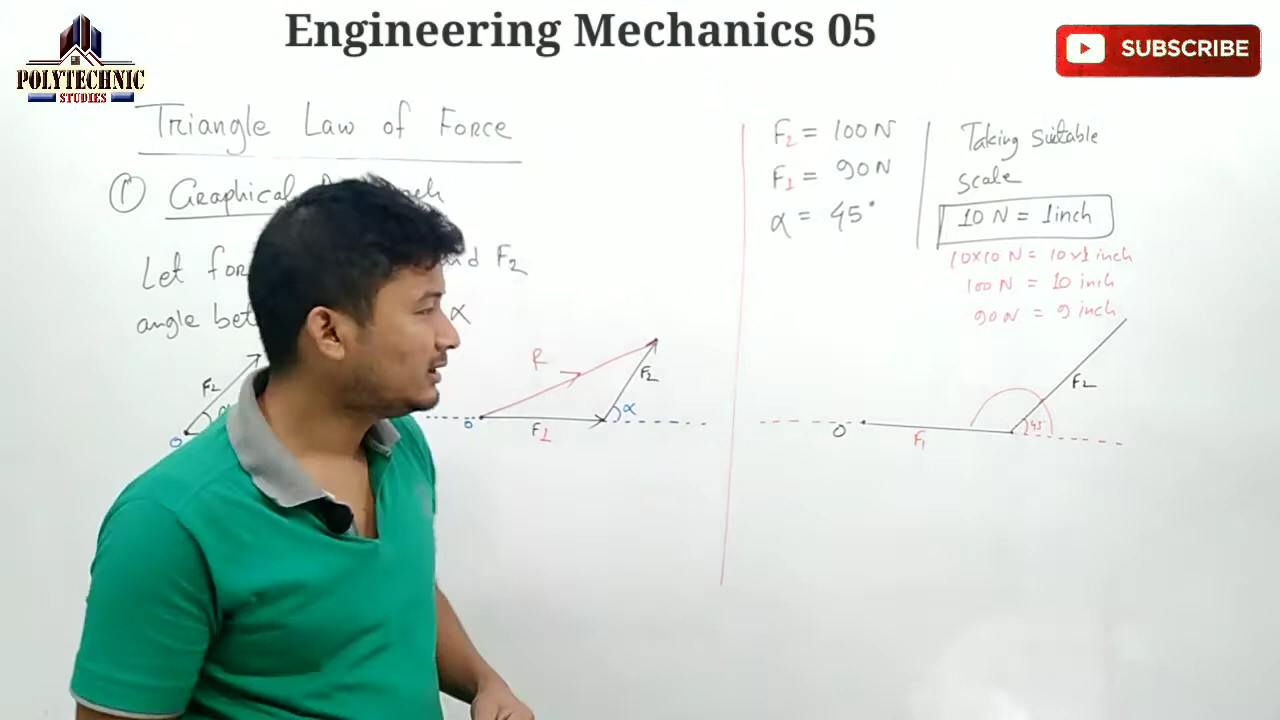 Engineering Mechanics 05
POLYTECHNIC
STUDIES
SUBSCRIBE
Triangle Law of Force
① Graphical
Let for F₂
angle bet α
F₂
α
O
R
F₂
α
O
F1
F₂ = 100 N
F1 = 90 N
α = 45°
Taking suitable
scale
10 N = 1 inch
10×10 N = 10×1 inch
100 N = 10 inch
90 N = 9 inch
F₂
45
O
F₁